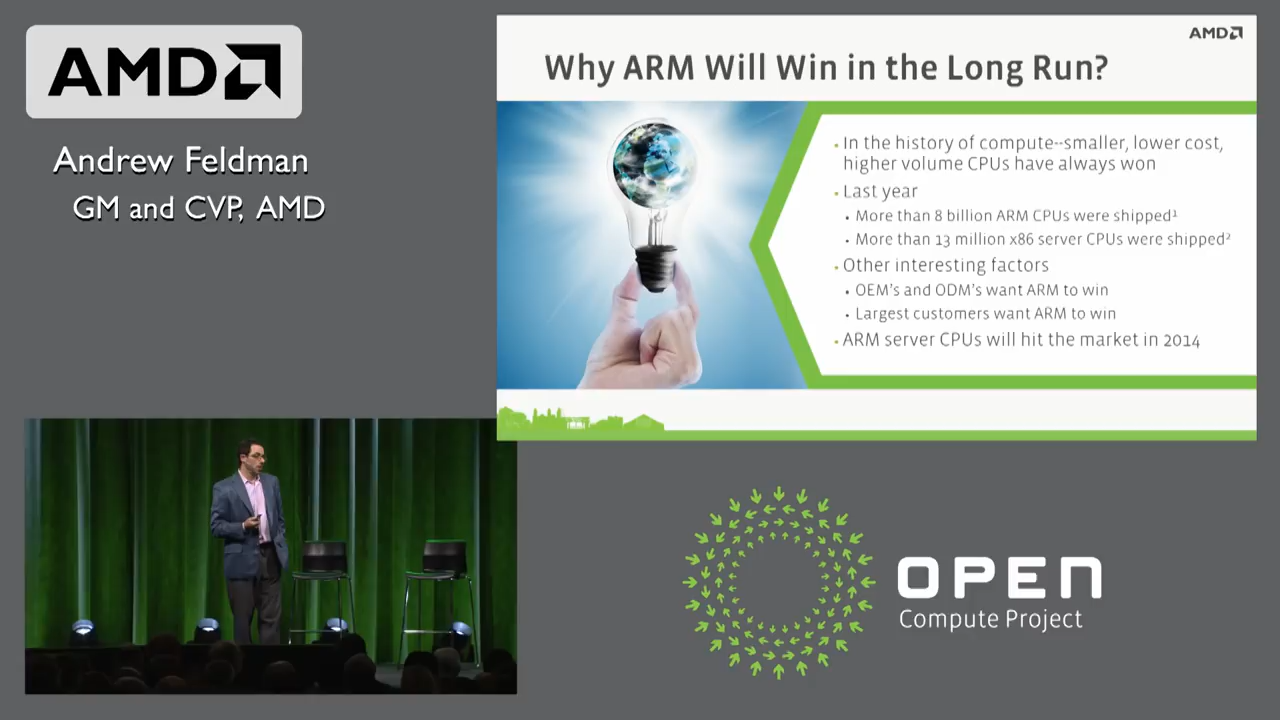 AMD
Andrew Feldman
GM and CVP, AMD
AMD
Why ARM Will Win in the Long Run?
• In the history of compute--smaller, lower cost,
higher volume CPUs have always won
• Last year
• More than 8 billion ARM CPUs were shipped¹
• More than 13 million x86 server CPUs were shipped²
• Other interesting factors
• OEM's and ODM's want ARM to win
• Largest customers want ARM to win
• ARM server CPUs will hit the market in 2014
OPEN
Compute Project